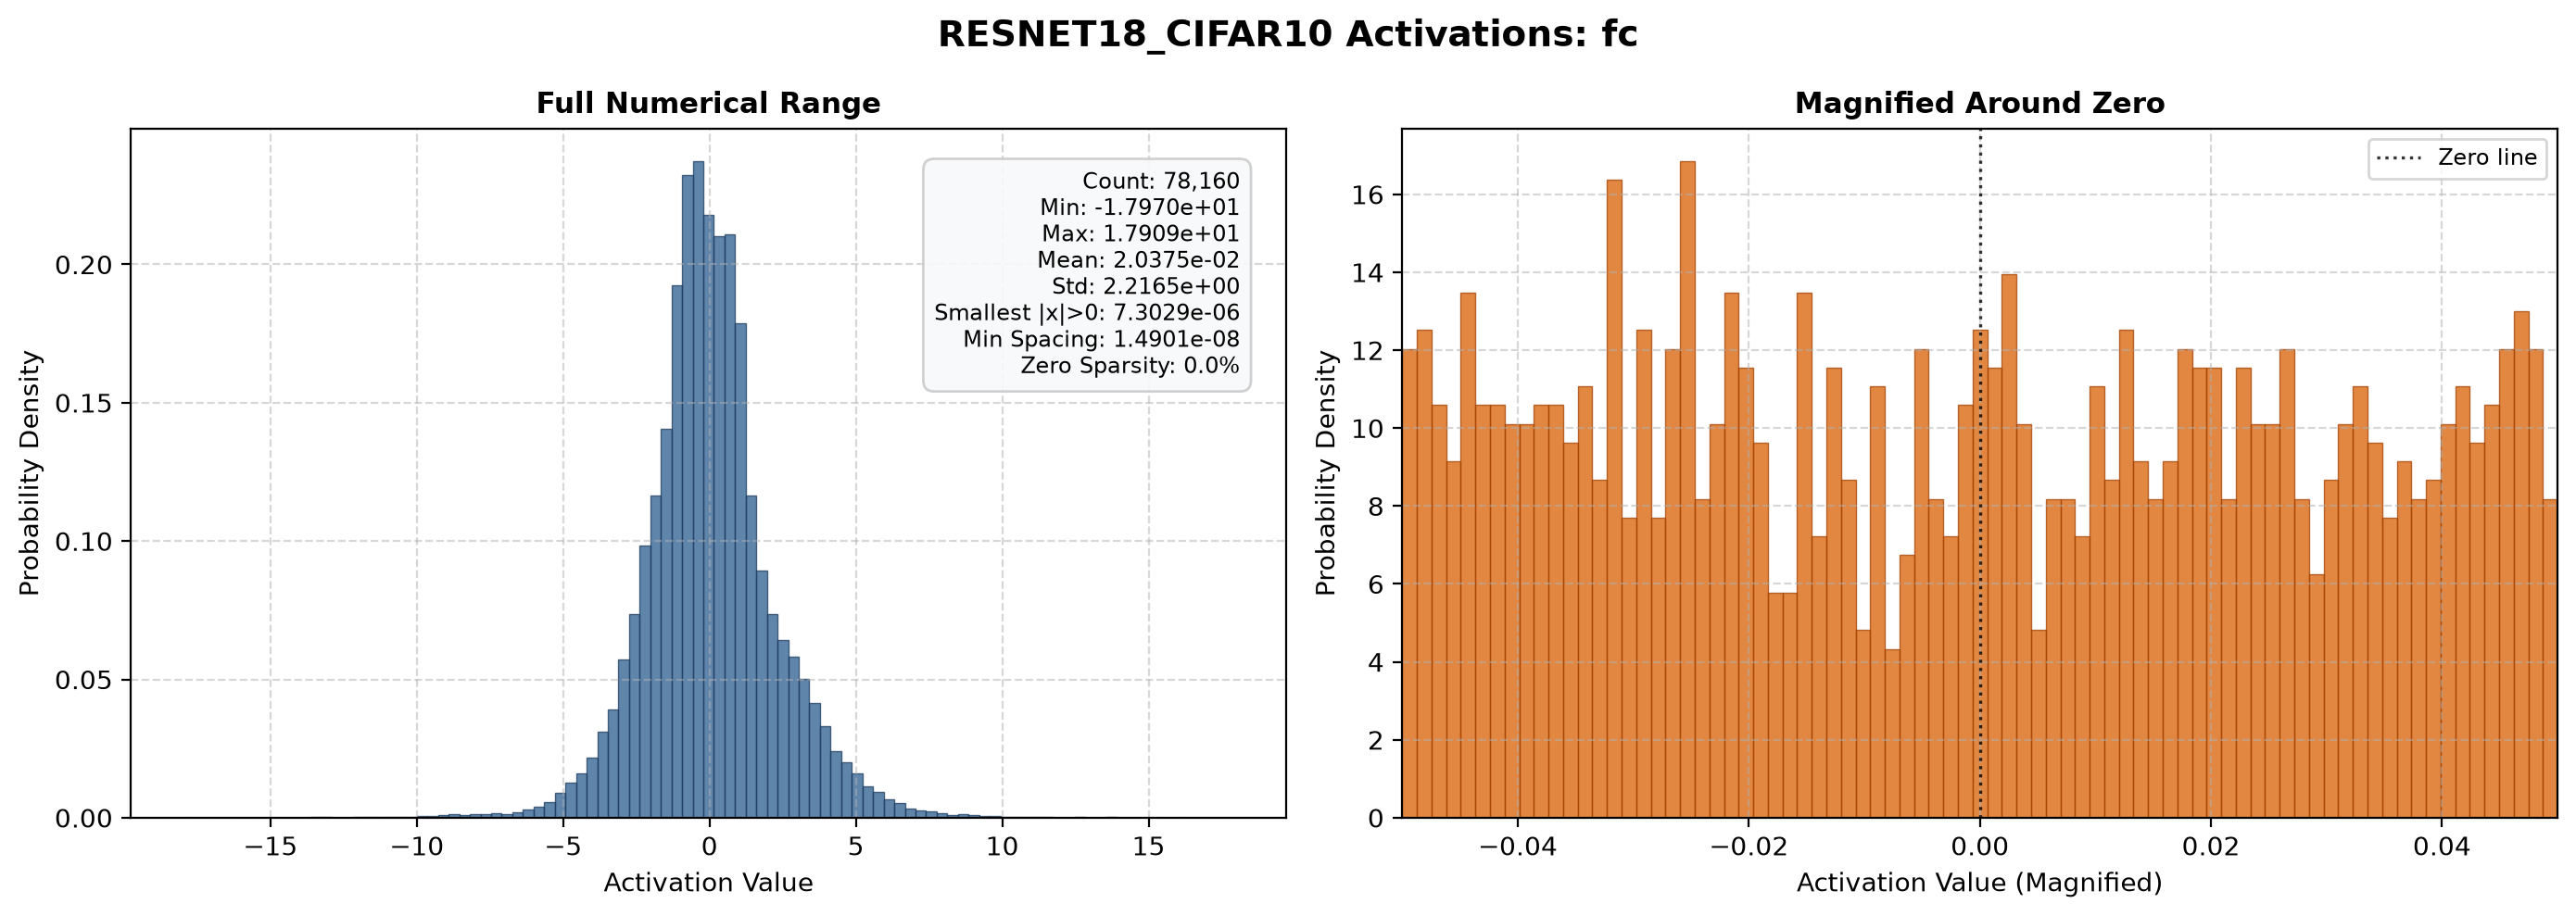 RESNET18_CIFAR10 Activations: fc
Full Numerical Range
Probability Density
0.20
0.15
0.10
0.05
0.00
−15
−10
−5
0
5
10
15
Activation Value
Count: 78,160
Min: -1.7970e+01
Max: 1.7909e+01
Mean: 2.0375e-02
Std: 2.2165e+00
Smallest |x|>0: 7.3029e-06
Min Spacing: 1.4901e-08
Zero Sparsity: 0.0%
Magnified Around Zero
Probability Density
16
14
12
10
8
6
4
2
0
−0.04
−0.02
0.00
0.02
0.04
Activation Value (Magnified)
Zero line